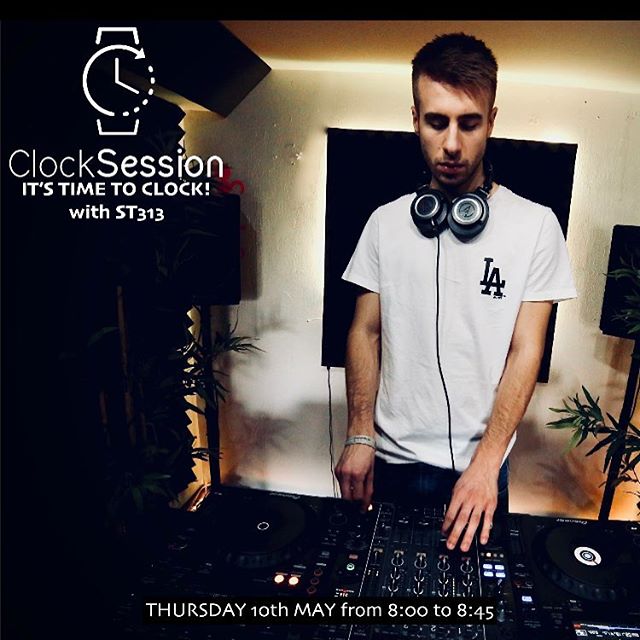 ClockSession
IT'S TIME TO CLOCK!
with ST313
LA
THURSDAY 10th MAY from 8:00 to 8:45